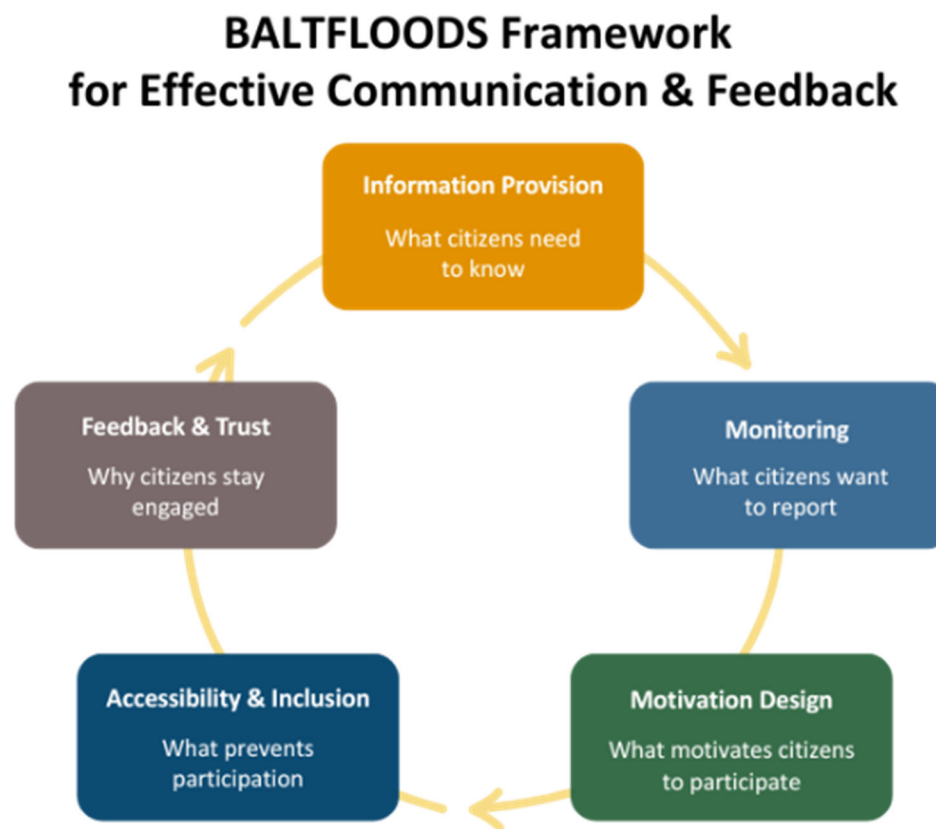 BALTFLOODS Framework
for Effective Communication & Feedback
Information Provision
What citizens need
to know
Monitoring
What citizens want
to report
Motivation Design
What motivates citizens
to participate
Accessibility & Inclusion
What prevents
participation
Feedback & Trust
Why citizens stay
engaged